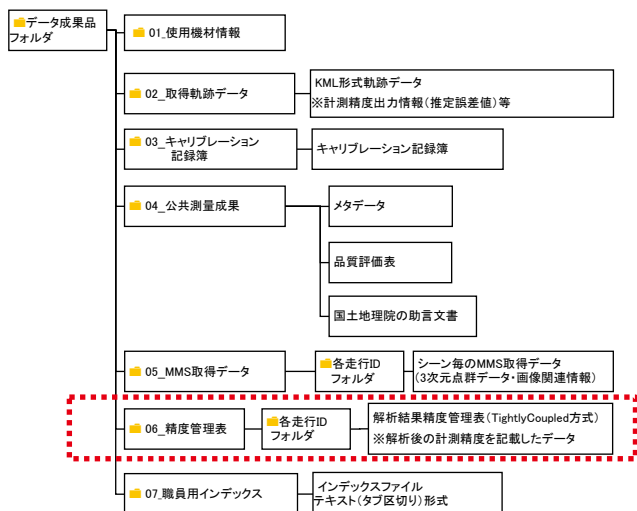 データ成果品
フォルダ
01_使用機材情報
02_取得軌跡データ
KML形式軌跡データ
※計測精度出力情報(推定誤差値)等
03_キャリブレーション
記録簿
キャリブレーション記録簿
04_公共測量成果
メタデータ
品質評価表
国土地理院の助言文書
05_MMS取得データ
各走行ID
フォルダ
シーン毎のMMS取得データ
(3次元点群データ・画像関連情報)
06_精度管理表
各走行ID
フォルダ
解析結果精度管理表(TightlyCoupled方式)
※解析後の計測精度を記載したデータ
07_職員用インデックス
インデックスファイル
テキスト(タブ区切り)形式